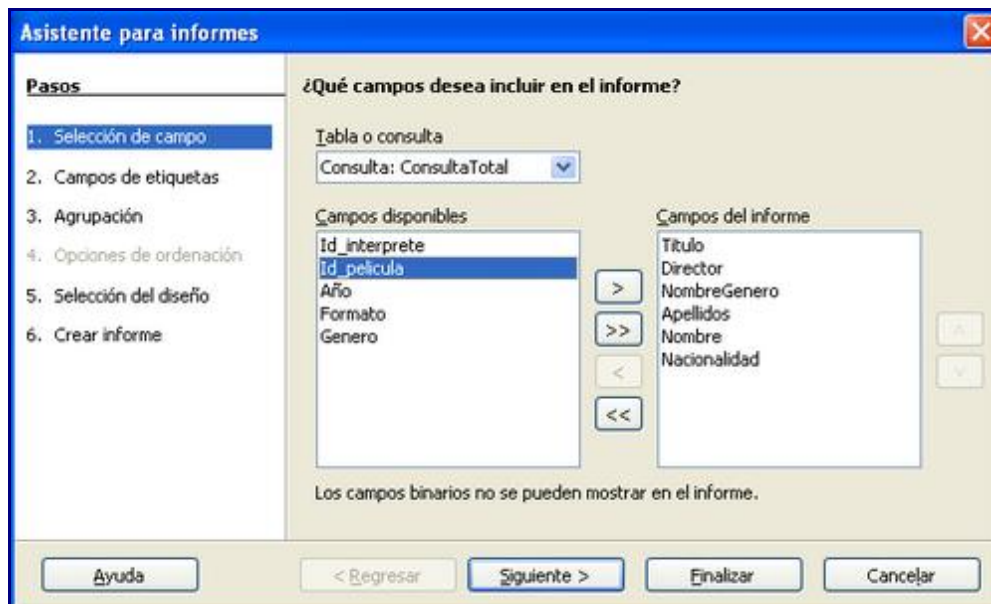 Asistente para informes
Pasos
1. Selección de campo
2. Campos de etiquetas
3. Agrupación
4. Opciones de ordenación
5. Selección del diseño
6. Crear informe
¿Qué campos desea incluir en el informe?
Tabla o consulta
Consulta: ConsultaTotal
Campos disponibles
Id_interprete
Id_pelicula
Año
Formato
Genero
>
>>
<
<<
Campos del informe
Titulo
Director
NombreGenero
Apellidos
Nombre
Nacionalidad
Los campos binarios no se pueden mostrar en el informe.
Ayuda
< Regresar
Siguiente >
Finalizar
Cancelar